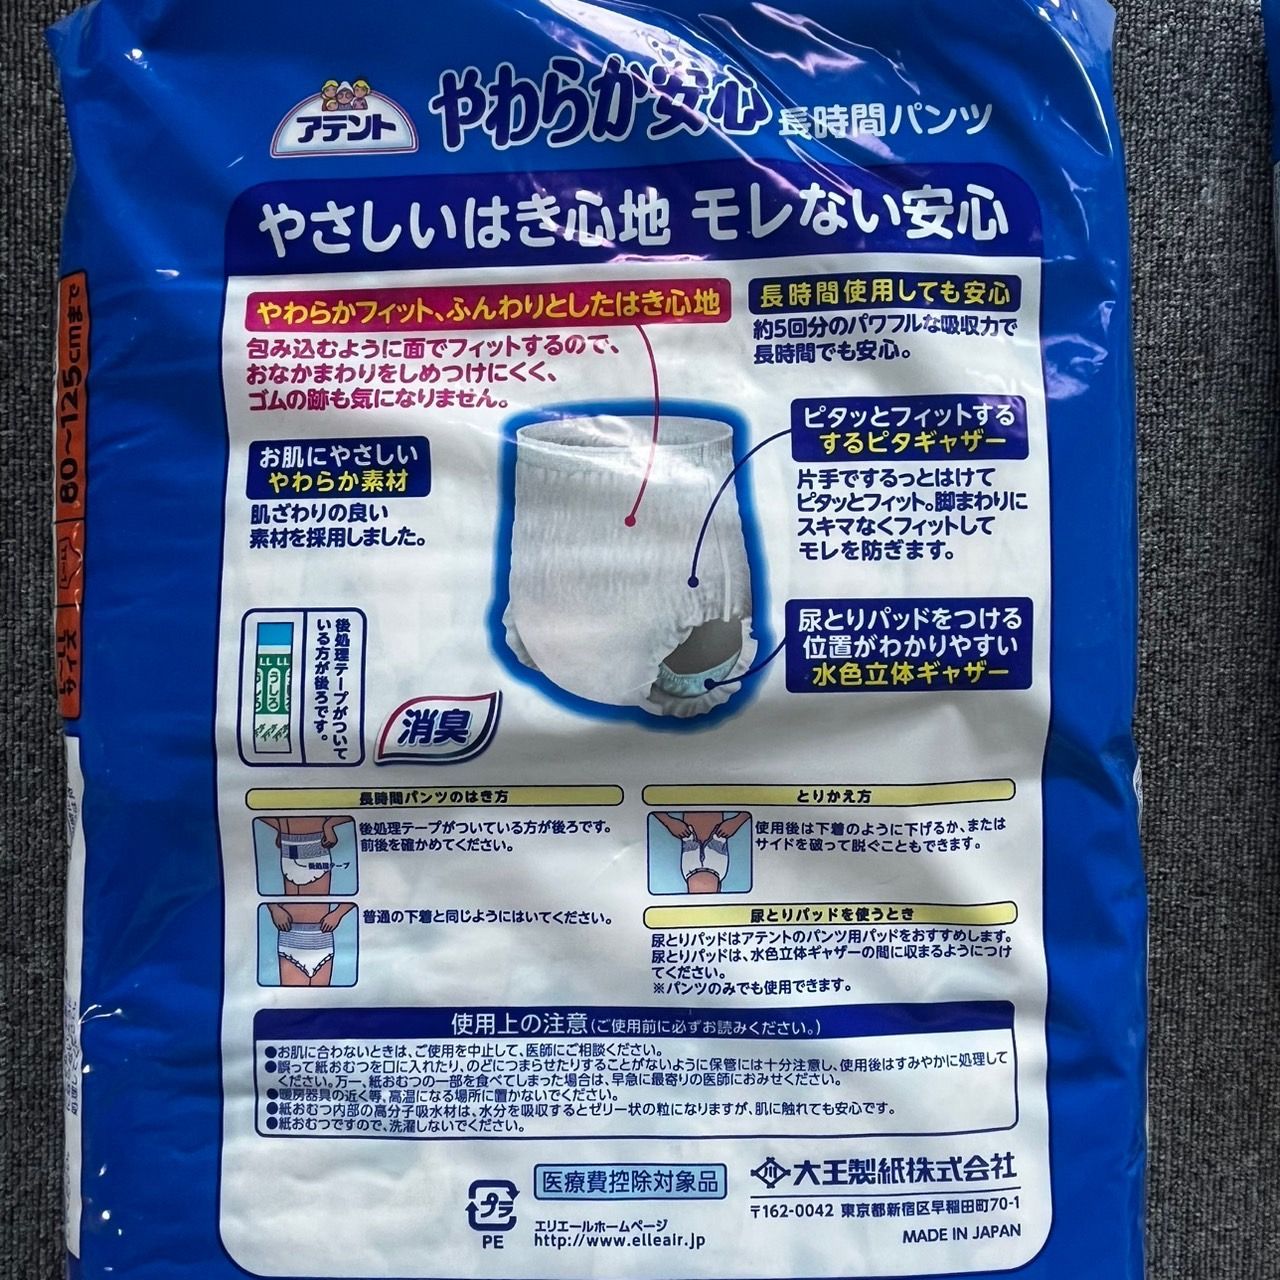 アテント
やわらか安心 長時間パンツ
やさしいはき心地 モレない安心
やわらかフィット、ふんわりとしたはき心地
包み込むように面でフィットするので、
おなかまわりをしめつけにくく、
ゴムの跡も気になりません。
長時間使用しても安心
約5回分のパワフルな吸収力で
長時間でも安心。
お肌にやさしい
やわらか素材
肌ざわりの良い
素材を採用しました。
ピタッとフィットする
するピタギャザー
片手でするっとはけて
ピタッとフィット。脚まわりに
スキマなくフィットして
モレを防ぎます。
尿とりパッドをつける
位置がわかりやすい
水色立体ギャザー
後処理テープがついて
いる方が後ろです。
LL LL
うしろ
消臭
80～125cmまで
長時間パンツのはき方
後処理テープがついている方が後ろです。
前後を確かめてください。
後処理テープ
普通の下着と同じようにはいてください。
とりかえ方
使用後は下着のように下げるか、または
サイドを破って脱ぐこともできます。
尿とりパッドを使うとき
尿とりパッドはアテントのパンツ用パッドをおすすめします。
尿とりパッドは、水色立体ギャザーの間に収まるようにつけ
てください。
※パンツのみでも使用できます。
使用上の注意(ご使用前に必ずお読みください。)
●お肌に合わないときは、ご使用を中止して、医師にご相談ください。
●誤って紙おむつを口に入れたり、のどにつまらせたりすることがないように保管には十分注意し、使用後はすみやかに処理して
ください。万一、紙おむつの一部を食べてしまった場合は、早急に最寄りの医師におみせください。
●暖房器具の近く等、高温になる場所に置かないでください。
●紙おむつ内部の高分子吸水材は、水分を吸収するとゼリー状の粒になりますが、肌に触れても安心です。
●紙おむつですので、洗濯しないでください。
プラ
PE
医療費控除対象品
エリエールホームページ
http://www.elleair.jp
大王製紙株式会社
〒162-0042 東京都新宿区早稲田町70-1
MADE IN JAPAN